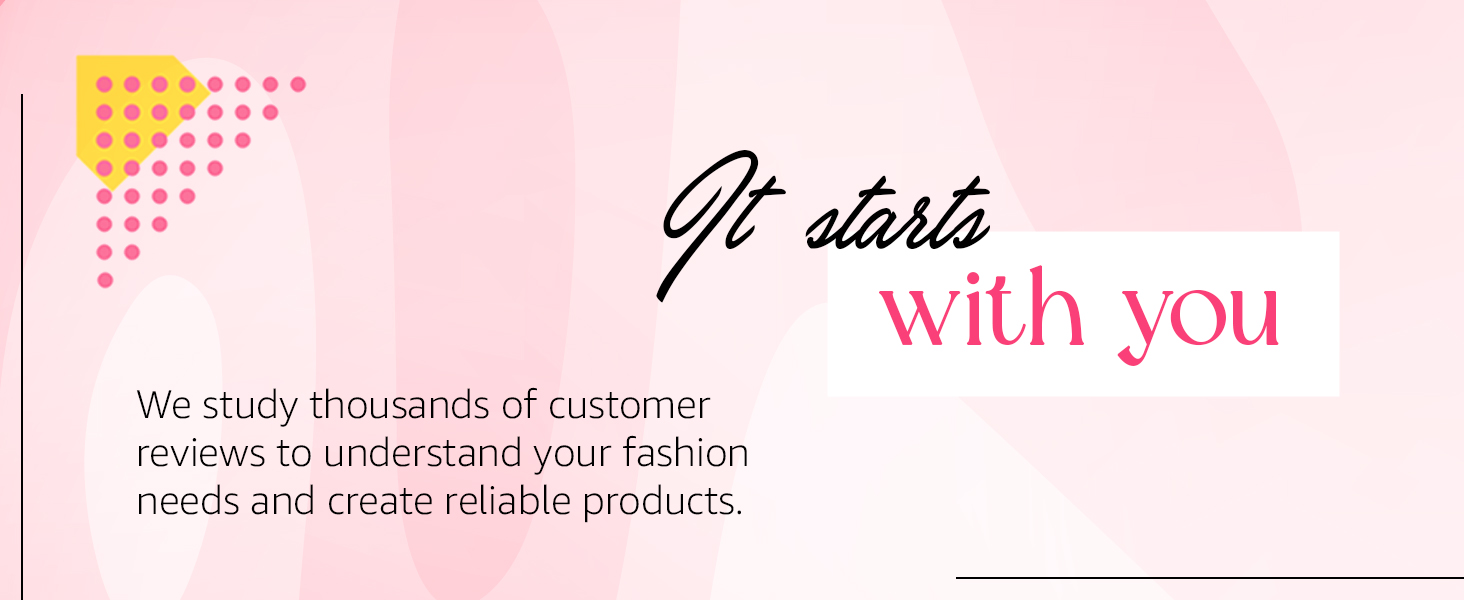 It starts
with you
We study thousands of customer
reviews to understand your fashion
needs and create reliable products.